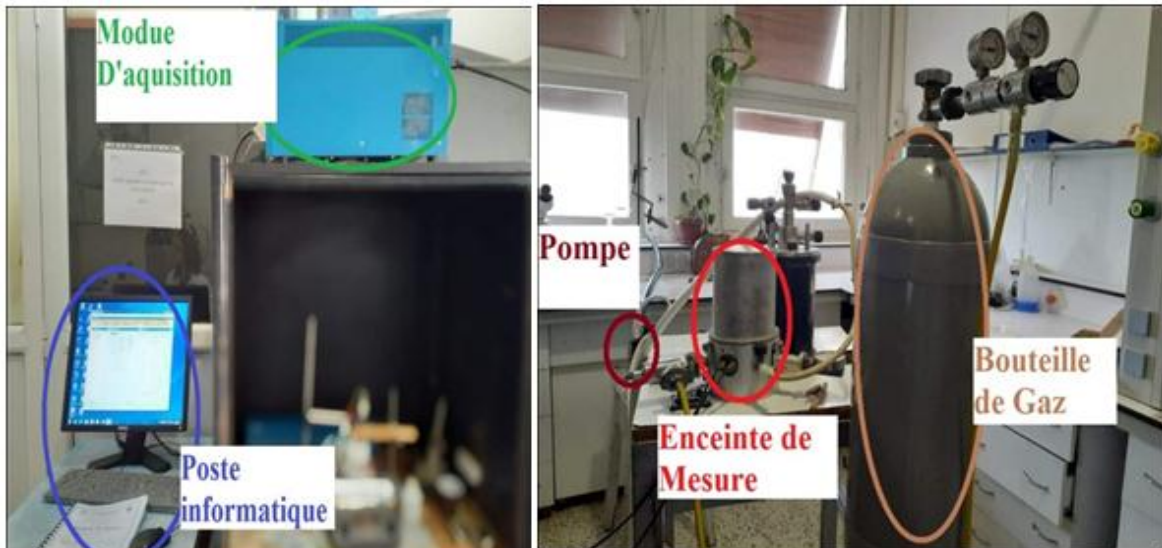 Modue
D'aquisition
Poste
informatique
Pompe
Enceinte de
Mesure
Bouteille
de Gaz